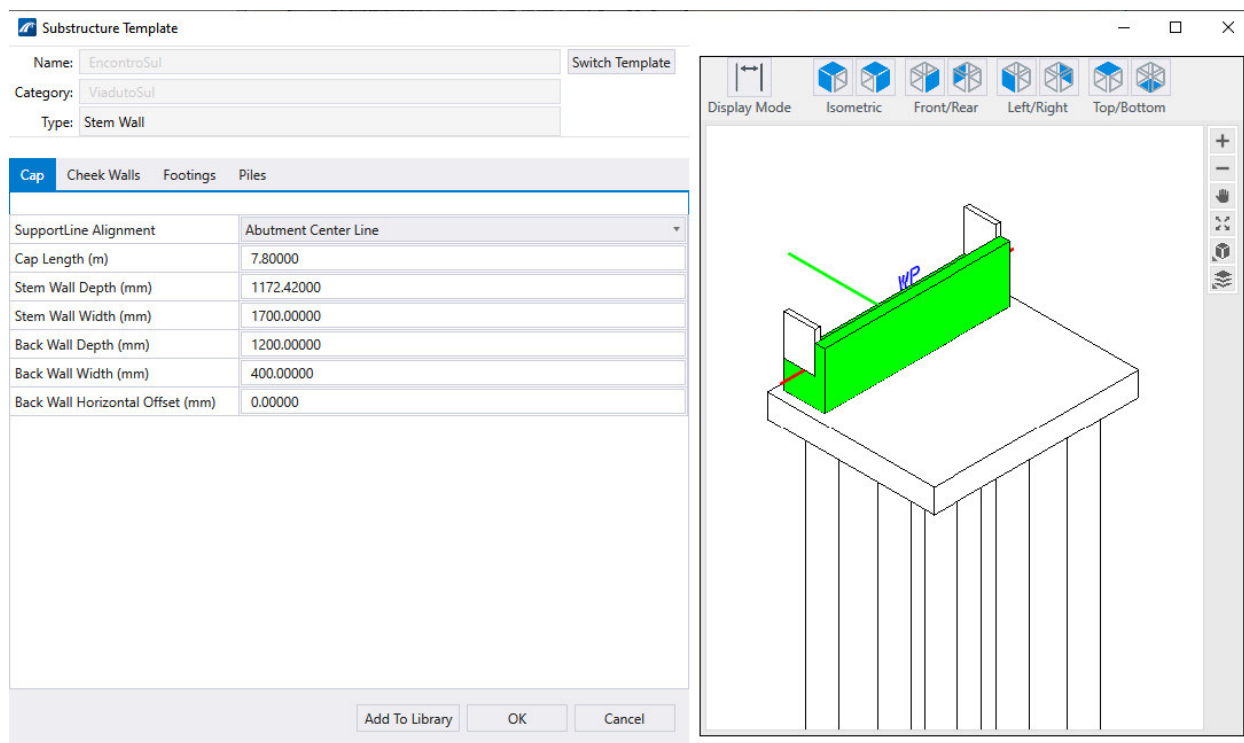 Substructure Template
Name: EncontroSul Switch Template
Category: ViadutoSul
Type: Stem Wall
Cap Cheek Walls Footings Piles
SupportLine Alignment Abutment Center Line
Cap Length (m) 7.80000
Stem Wall Depth (mm) 1172.42000
Stem Wall Width (mm) 1700.00000
Back Wall Depth (mm) 1200.00000
Back Wall Width (mm) 400.00000
Back Wall Horizontal Offset (mm) 0.00000
Add To Library OK Cancel
Display Mode Isometric Front/Rear Left/Right Top/Bottom
WP